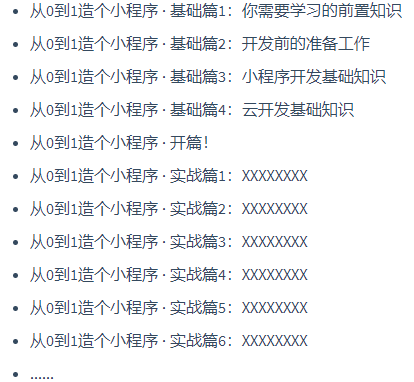 从0到1造个小程序 · 基础篇1：你需要学习的前置知识
从0到1造个小程序 · 基础篇2：开发前的准备工作
从0到1造个小程序 · 基础篇3：小程序开发基础知识
从0到1造个小程序 · 基础篇4：云开发基础知识
从0到1造个小程序 · 开篇！
从0到1造个小程序 · 实战篇1：XXXXXXXX
从0到1造个小程序 · 实战篇2：XXXXXXXX
从0到1造个小程序 · 实战篇3：XXXXXXXX
从0到1造个小程序 · 实战篇4：XXXXXXXX
从0到1造个小程序 · 实战篇5：XXXXXXXX
从0到1造个小程序 · 实战篇6：XXXXXXXX
......